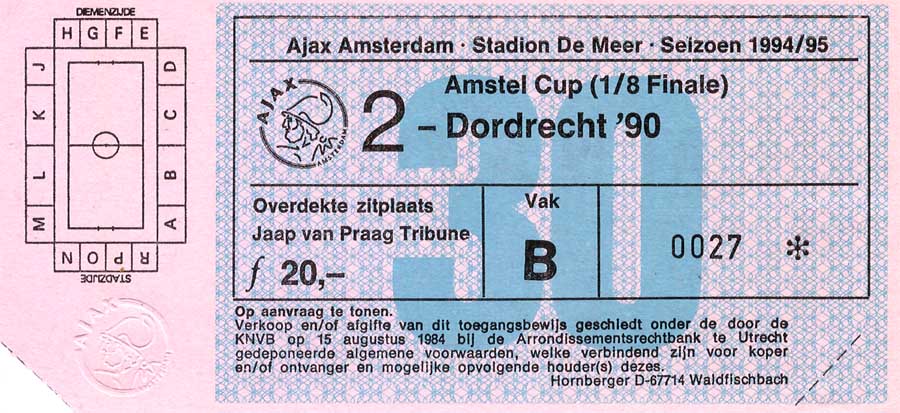 DIEMENZIJDE
H G F E
J K L M
D C B A
N O P R
STADZIJDE
AJAX
Ajax Amsterdam · Stadion De Meer · Seizoen 1994/95
AJAX
AMSTERDAM
30
Amstel Cup (1/8 Finale)
2 – Dordrecht ’90
Overdekte zitplaats
Jaap van Praag Tribune
f 20,–
Vak
B
0027 *
Op aanvraag te tonen.
Verkoop en/of afgifte van dit toegangsbewijs geschiedt onder de door de
KNVB op 15 augustus 1984 bij de Arrondissementsrechtbank te Utrecht
gedeponeerde algemene voorwaarden, welke verbindend zijn voor koper
en/of ontvanger en mogelijke opvolgende houder(s) dezes.
Hornberger D-67714 Waldfischbach